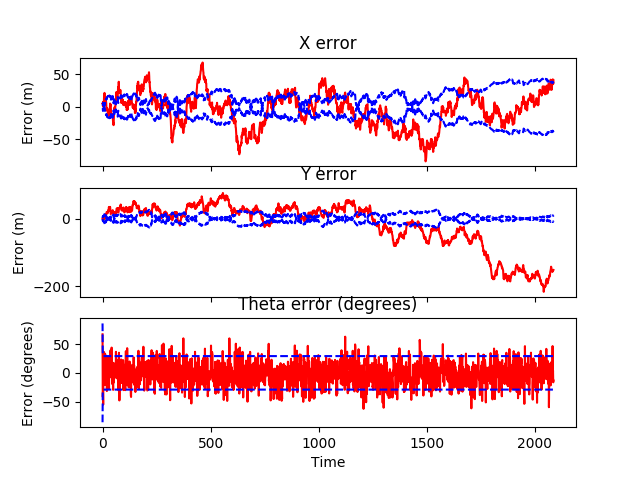 X error
50
0
−50
Error (m)
Y error
0
−200
Error (m)
Theta error (degrees)
50
0
−50
Error (degrees)
0 500 1000 1500 2000
Time